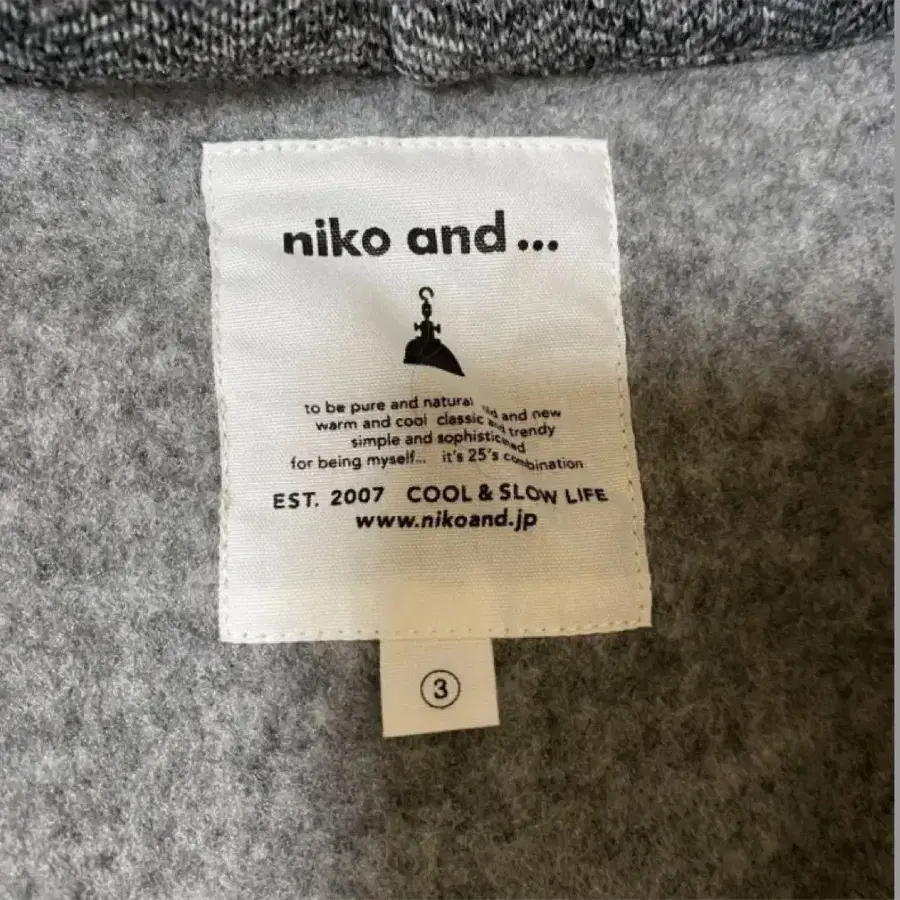 niko and ...
to be pure and natural old and new
warm and cool classic and trendy
simple and sophisticated
for being myself... it's 25's combination
EST. 2007 COOL & SLOW LIFE
www.nikoand.jp
3